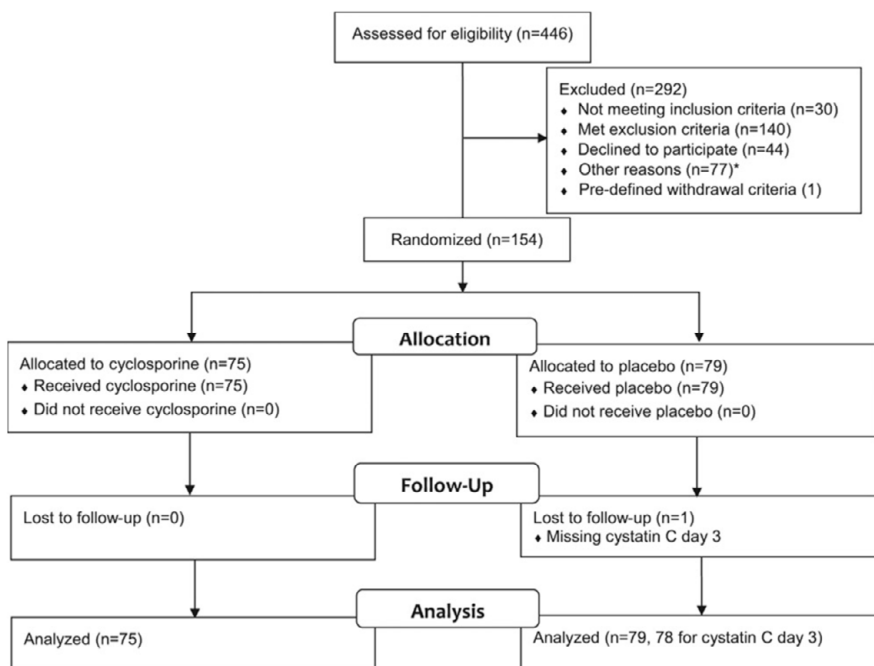 Assessed for eligibility (n=446)
Excluded (n=292)
♦ Not meeting inclusion criteria (n=30)
♦ Met exclusion criteria (n=140)
♦ Declined to participate (n=44)
♦ Other reasons (n=77)*
♦ Pre-defined withdrawal criteria (1)
Randomized (n=154)
Allocation
Allocated to cyclosporine (n=75)
♦ Received cyclosporine (n=75)
♦ Did not receive cyclosporine (n=0)
Allocated to placebo (n=79)
♦ Received placebo (n=79)
♦ Did not receive placebo (n=0)
Follow-Up
Lost to follow-up (n=0)
Lost to follow-up (n=1)
♦ Missing cystatin C day 3
Analysis
Analyzed (n=75)
Analyzed (n=79, 78 for cystatin C day 3)